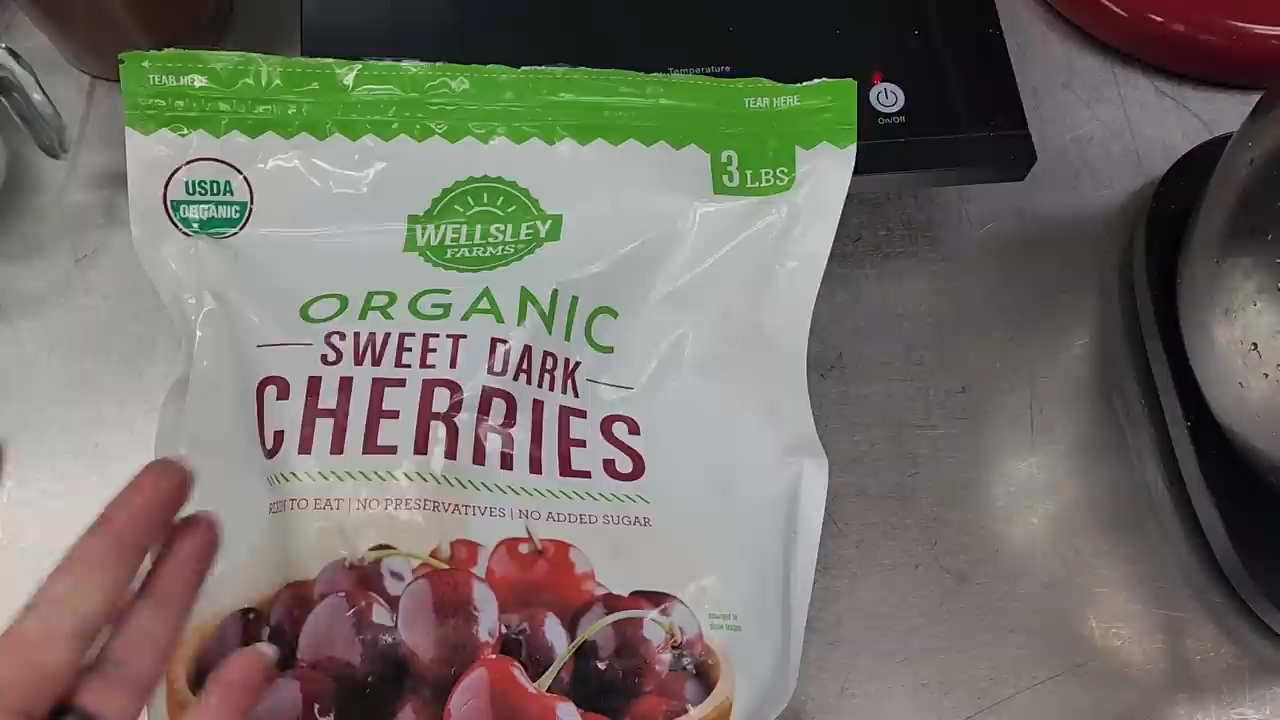 Temperature
TEAR HERE
TEAR HERE
On/Off
3 LBS
USDA
ORGANIC
WELLSLEY
FARMS®
ORGANIC
SWEET DARK
CHERRIES
READY TO EAT | NO PRESERVATIVES | NO ADDED SUGAR